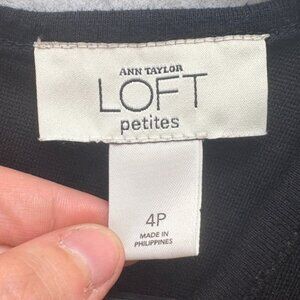 ANN TAYLOR
LOFT
petites
4P
MADE IN
PHILIPPINES